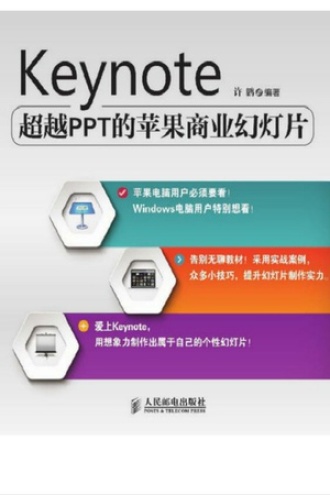 Keynote
许 鹏 编著
超越PPT的苹果商业幻灯片
苹果电脑用户必须要看！
Windows电脑用户特别想看！
告别无聊教材！采用实战案例，
众多小技巧、提升幻灯片制作实力。
爱上Keynote，
用想象力制作出属于自己的个性幻灯片！
人民邮电出版社
POSTS & TELECOM PRESS